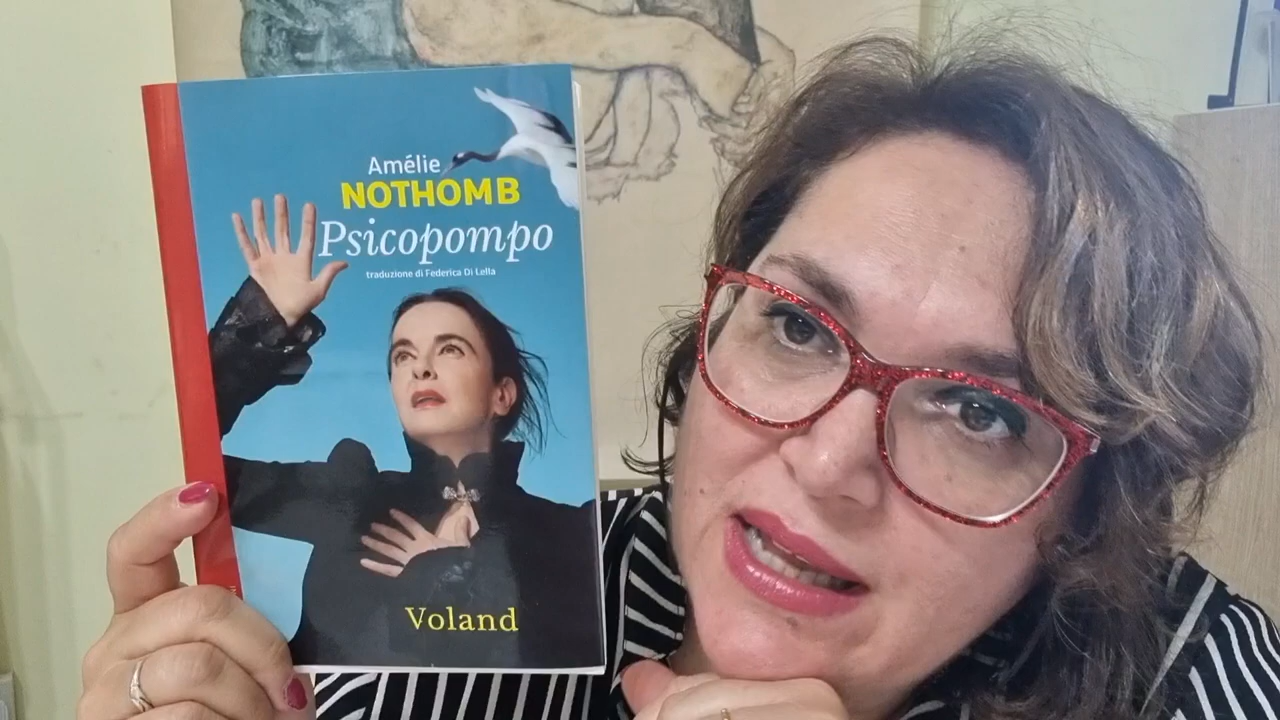 Amélie
NOTHOMB
Psicopompo
traduzione di Federica Di Lella
Voland